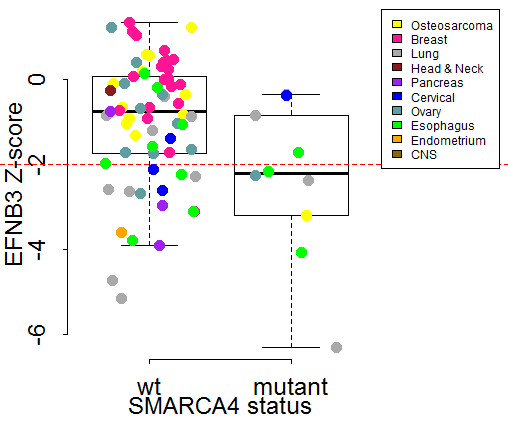 Osteosarcoma
Breast
Lung
Head & Neck
Pancreas
Cervical
Ovary
Esophagus
Endometrium
CNS
EFNB3 Z-score
0
-2
-4
-6
wt mutant
SMARCA4 status